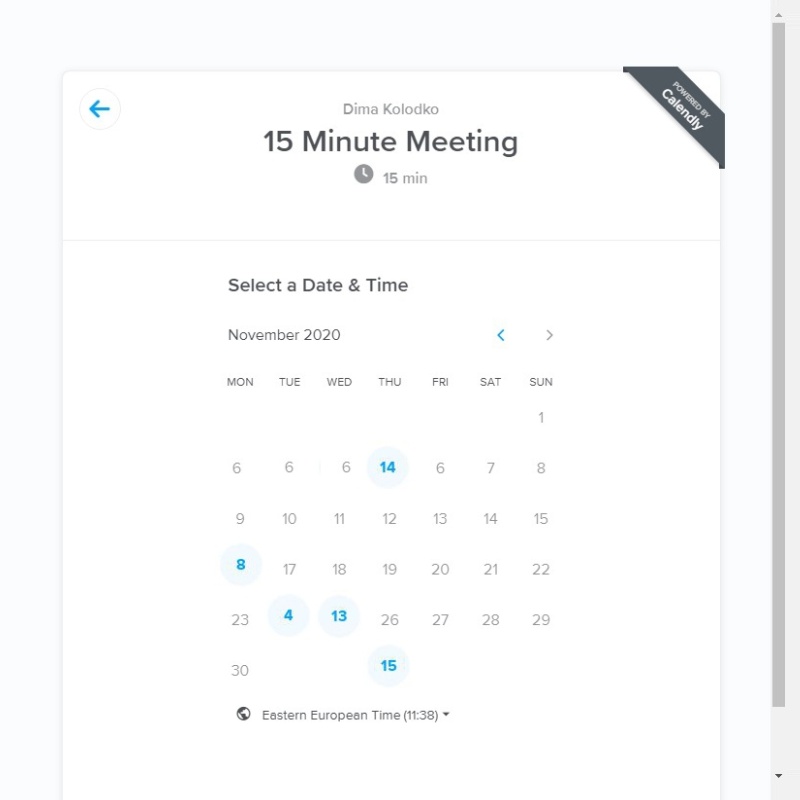 POWERED BY
Calendly
Dima Kolodko
15 Minute Meeting
15 min
Select a Date & Time
November 2020
MON TUE WED THU FRI SAT SUN
1
6 6 6 14 6 7 8
9 10 11 12 13 14 15
8 17 18 19 20 21 22
23 4 13 26 27 28 29
30 15
Eastern European Time (11:38)